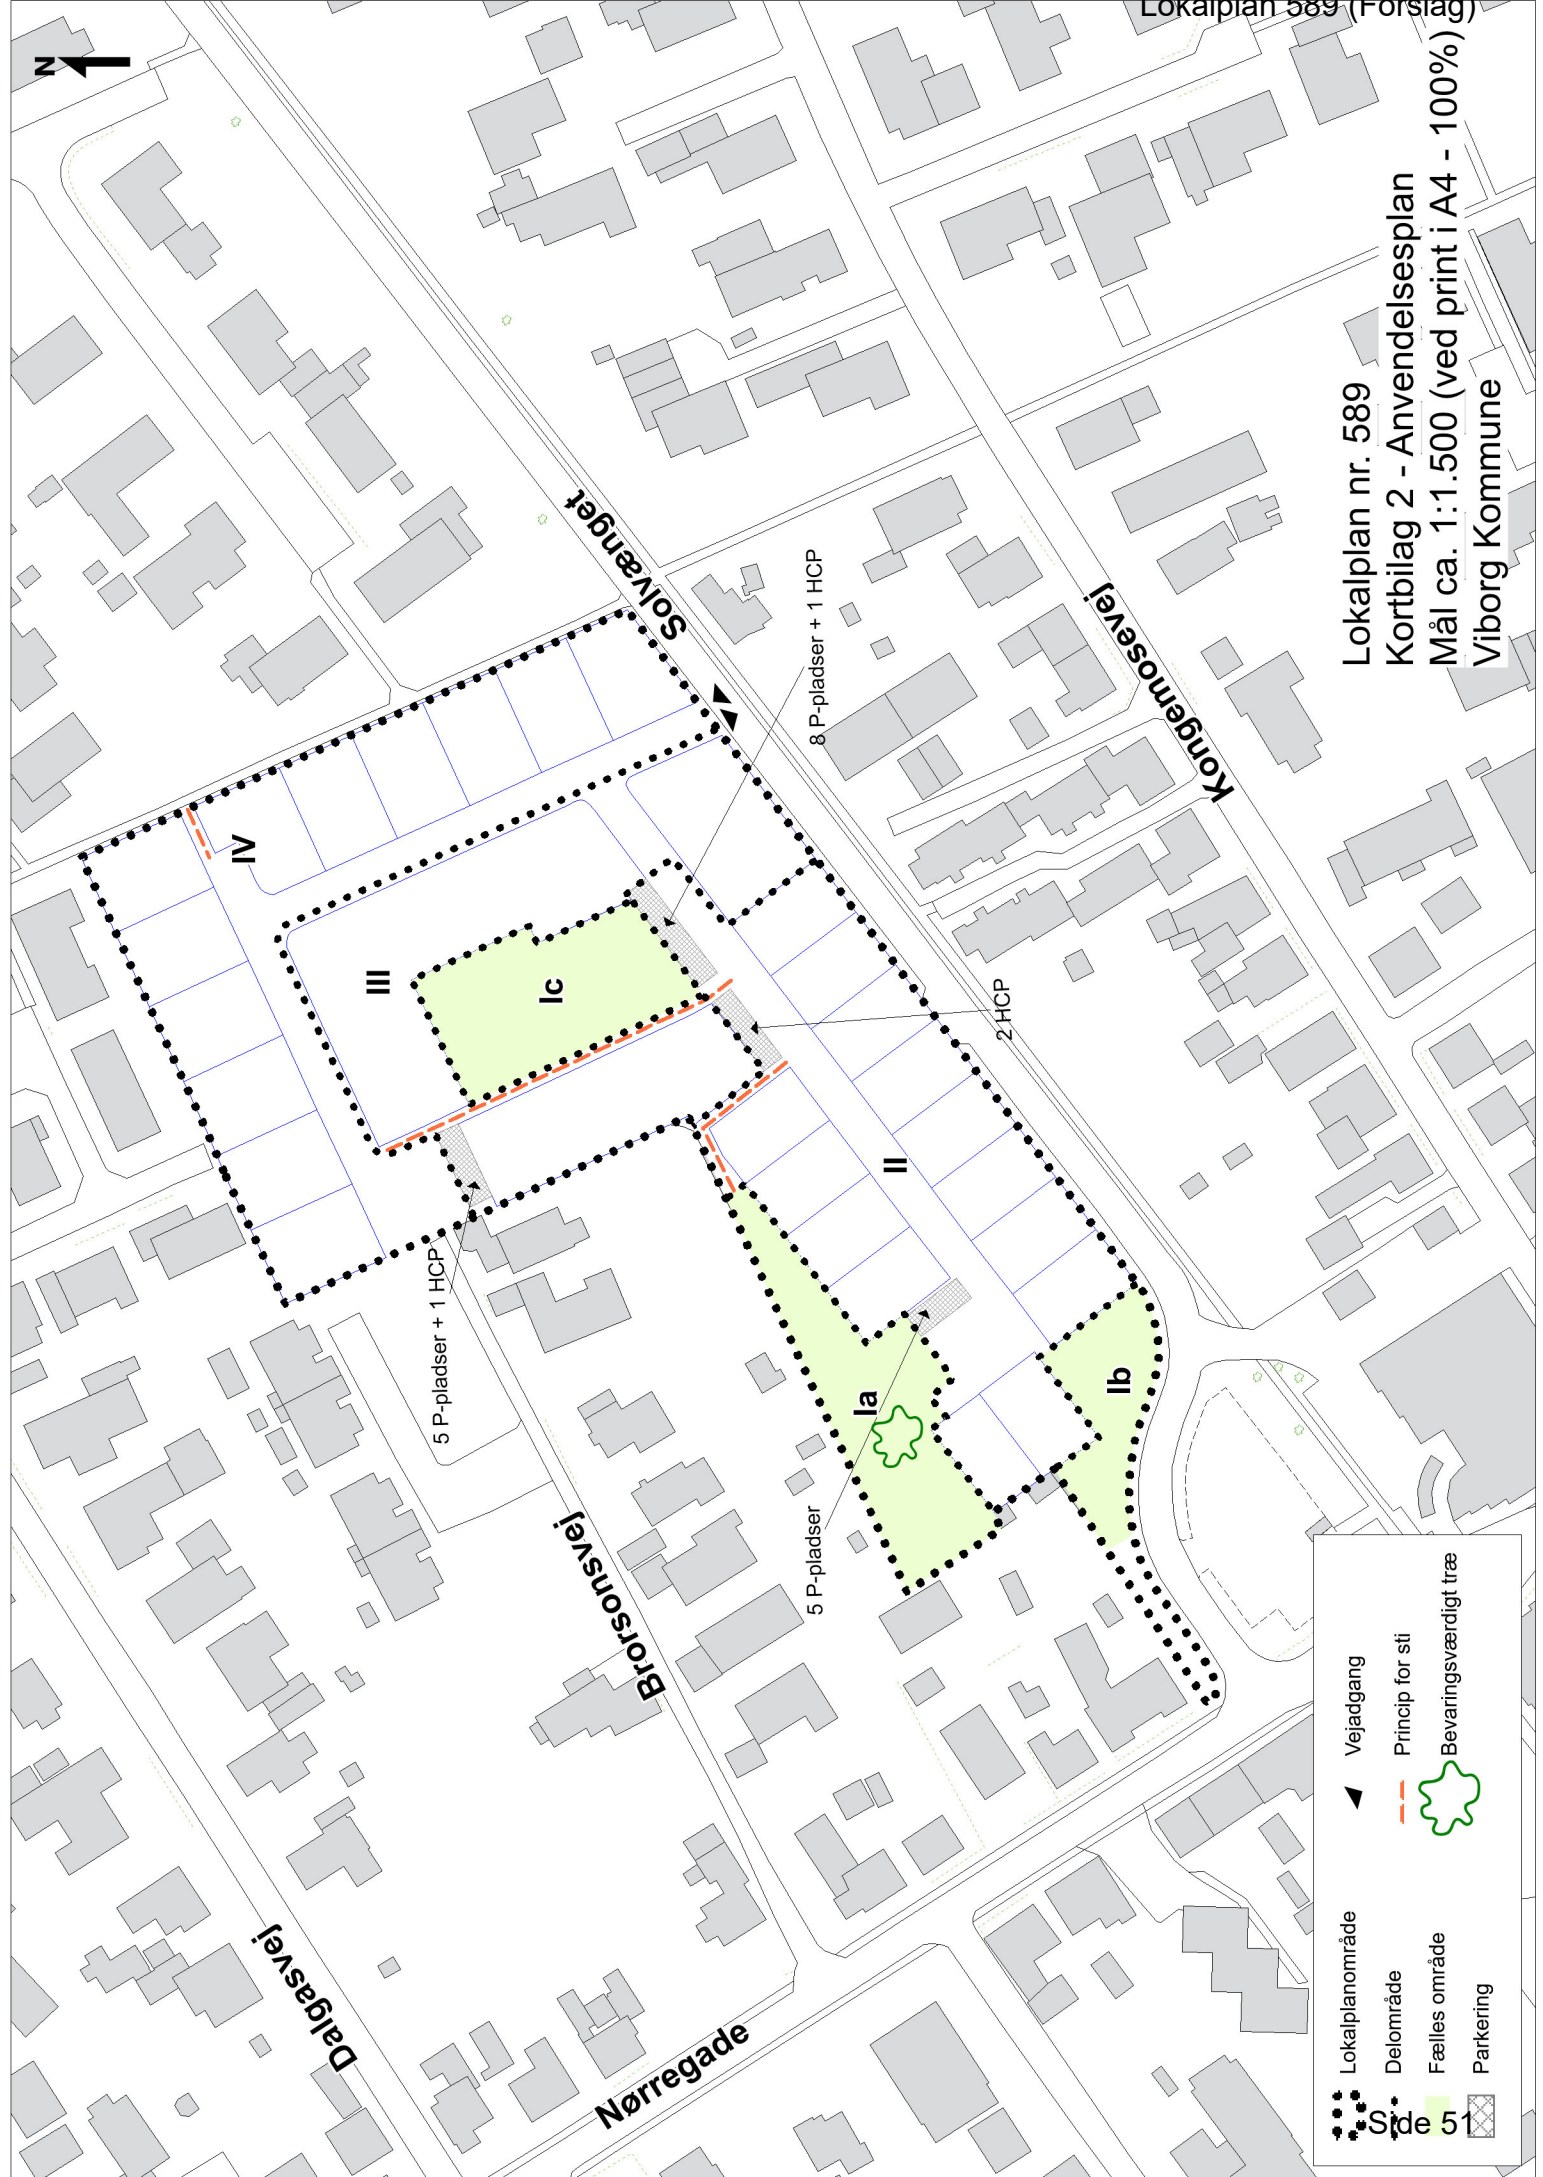 Lokalplan 589 (Forslag)
N
Dalgasvej
Brorsonsvej
Nørregade
Solvænget
Kongemosevej
IV
III
Ic
II
Ia
Ib
5 P-pladser + 1 HCP
8 P-pladser + 1 HCP
2 HCP
5 P-pladser
Lokalplan nr. 589
Kortbilag 2 - Anvendelsesplan
Mål ca. 1:1.500 (ved print i A4 - 100%)
Viborg Kommune
Lokalplanområde
Delområde
Fælles område
Parkering
Vejadgang
Princip for sti
Bevaringsværdigt træ
Side 51